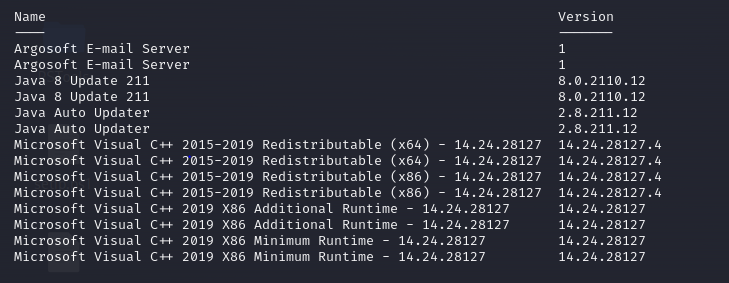 Name Version
---- -------
Argosoft E-mail Server 1
Argosoft E-mail Server 1
Java 8 Update 211 8.0.2110.12
Java 8 Update 211 8.0.2110.12
Java Auto Updater 2.8.211.12
Java Auto Updater 2.8.211.12
Microsoft Visual C++ 2015-2019 Redistributable (x64) - 14.24.28127 14.24.28127.4
Microsoft Visual C++ 2015-2019 Redistributable (x64) - 14.24.28127 14.24.28127.4
Microsoft Visual C++ 2015-2019 Redistributable (x86) - 14.24.28127 14.24.28127.4
Microsoft Visual C++ 2015-2019 Redistributable (x86) - 14.24.28127 14.24.28127.4
Microsoft Visual C++ 2019 X86 Additional Runtime - 14.24.28127 14.24.28127
Microsoft Visual C++ 2019 X86 Additional Runtime - 14.24.28127 14.24.28127
Microsoft Visual C++ 2019 X86 Minimum Runtime - 14.24.28127 14.24.28127
Microsoft Visual C++ 2019 X86 Minimum Runtime - 14.24.28127 14.24.28127